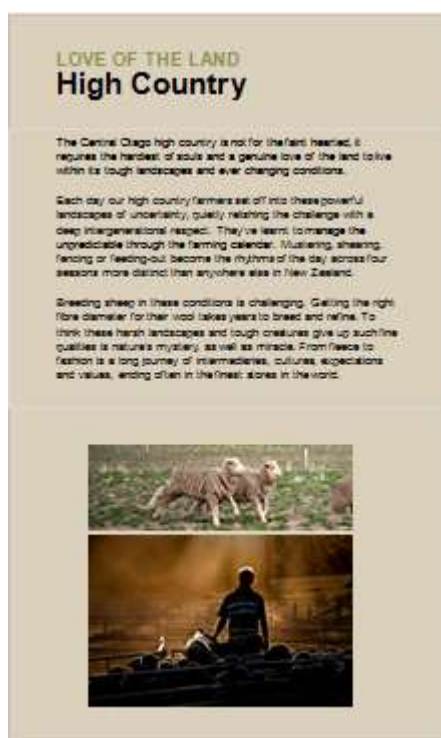 LOVE OF THE LAND
High Country
The Central Otago high country is not for the faint hearted, it
requires the hardiest of souls and a genuine love of the land to live
within its tough landscapes and ever changing conditions.
Each day our high country farmers set off into these powerful
landscapes of uncertainty, quietly relishing the challenge with a
deep intergenerational respect. They've learnt to manage the
unpredictable through the farming calendar. Mustering, shearing,
fencing or feeding-out become the rhythms of the day across four
seasons more distinct than anywhere else in New Zealand.
Breeding sheep in these conditions is challenging. Getting the right
fibre diameter for their wool takes years to breed and refine. To
think these harsh landscapes and tough creatures give up such fine
qualities is nature's mystery, as well as miracle. From fleece to
fashion is a long journey of intermediaries, cultures, expectations
and values, ending often in the finest stores in the world.